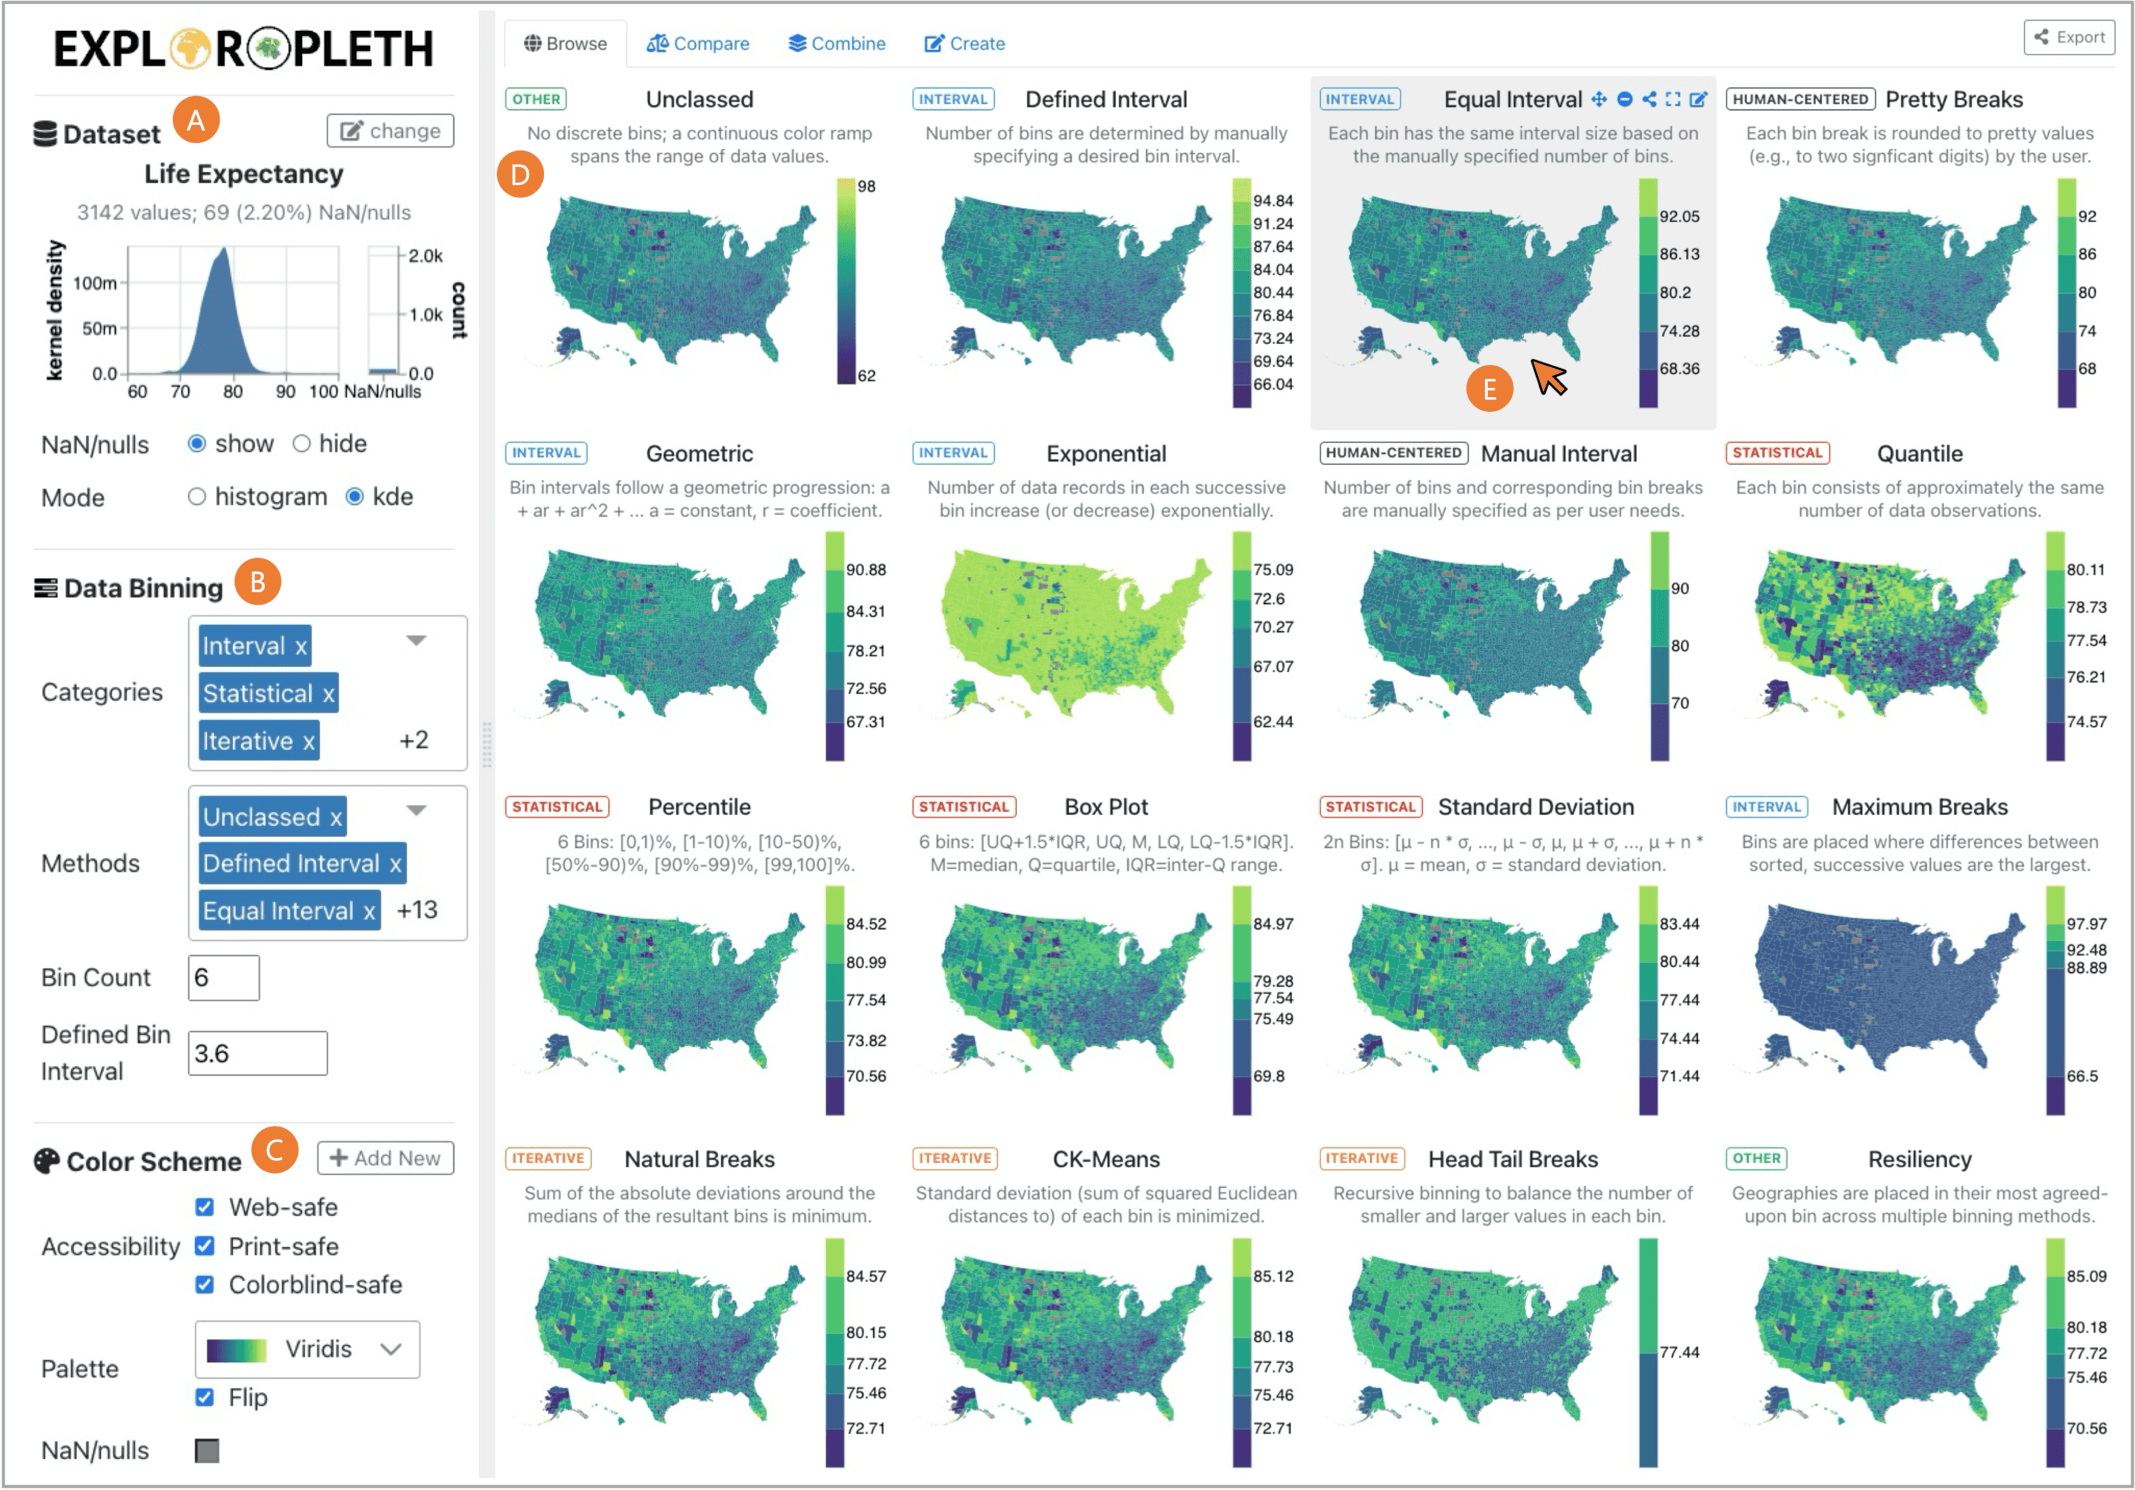 EXPLOROPLETH
A
Dataset
change
Life Expectancy
3142 values; 69 (2.20%) NaN/nulls
kernel density
100m
50m
0.0
60 70 80 90 100
2.0k
1.0k
0.0
count
NaN/nulls
NaN/nulls show hide
Mode histogram kde
Data Binning
B
Categories
Interval x
Statistical x
Iterative x
+2
Methods
Unclassed x
Defined Interval x
Equal Interval x
+13
Bin Count 6
Defined Bin
Interval
3.6
Color Scheme
C
Add New
Accessibility
Web-safe
Print-safe
Colorblind-safe
Palette
Viridis
Flip
NaN/nulls
Browse Compare Combine Create
Export
OTHER Unclassed
No discrete bins; a continuous color ramp
spans the range of data values.
D
98
62
INTERVAL Defined Interval
Number of bins are determined by manually
specifying a desired bin interval.
94.84
91.24
87.64
84.04
80.44
76.84
73.24
69.64
66.04
INTERVAL Equal Interval
Each bin has the same interval size based on
the manually specified number of bins.
92.05
86.13
80.2
74.28
68.36
E
HUMAN-CENTERED Pretty Breaks
Each bin break is rounded to pretty values
(e.g., to two signficant digits) by the user.
92
86
80
74
68
INTERVAL Geometric
Bin intervals follow a geometric progression: a
+ ar + ar^2 + ... a = constant, r = coefficient.
90.88
84.31
78.21
72.56
67.31
INTERVAL Exponential
Number of data records in each successive
bin increase (or decrease) exponentially.
75.09
72.6
70.27
67.07
62.44
HUMAN-CENTERED Manual Interval
Number of bins and corresponding bin breaks
are manually specified as per user needs.
90
80
70
STATISTICAL Quantile
Each bin consists of approximately the same
number of data observations.
80.11
78.73
77.54
76.21
74.57
STATISTICAL Percentile
6 Bins: [0,1)%, [1-10)%, [10-50)%,
[50%-90)%, [90%-99)%, [99,100]%.
84.52
80.99
77.54
73.82
70.56
STATISTICAL Box Plot
6 bins: [UQ+1.5*IQR, UQ, M, LQ, LQ-1.5*IQR].
M=median, Q=quartile, IQR=inter-Q range.
84.97
79.28
77.54
75.49
69.8
STATISTICAL Standard Deviation
2n Bins: [μ - n * σ, ..., μ - σ, μ, μ + σ, ..., μ + n *
σ]. μ = mean, σ = standard deviation.
83.44
80.44
77.44
74.44
71.44
INTERVAL Maximum Breaks
Bins are placed where differences between
sorted, successive values are the largest.
97.97
92.48
88.89
66.5
ITERATIVE Natural Breaks
Sum of the absolute deviations around the
medians of the resultant bins is minimum.
84.57
80.15
77.72
75.46
72.71
ITERATIVE CK-Means
Standard deviation (sum of squared Euclidean
distances to) of each bin is minimized.
85.12
80.18
77.73
75.46
72.71
ITERATIVE Head Tail Breaks
Recursive binning to balance the number of
smaller and larger values in each bin.
77.44
OTHER Resiliency
Geographies are placed in their most agreed-
upon bin across multiple binning methods.
85.09
80.18
77.72
75.46
70.56